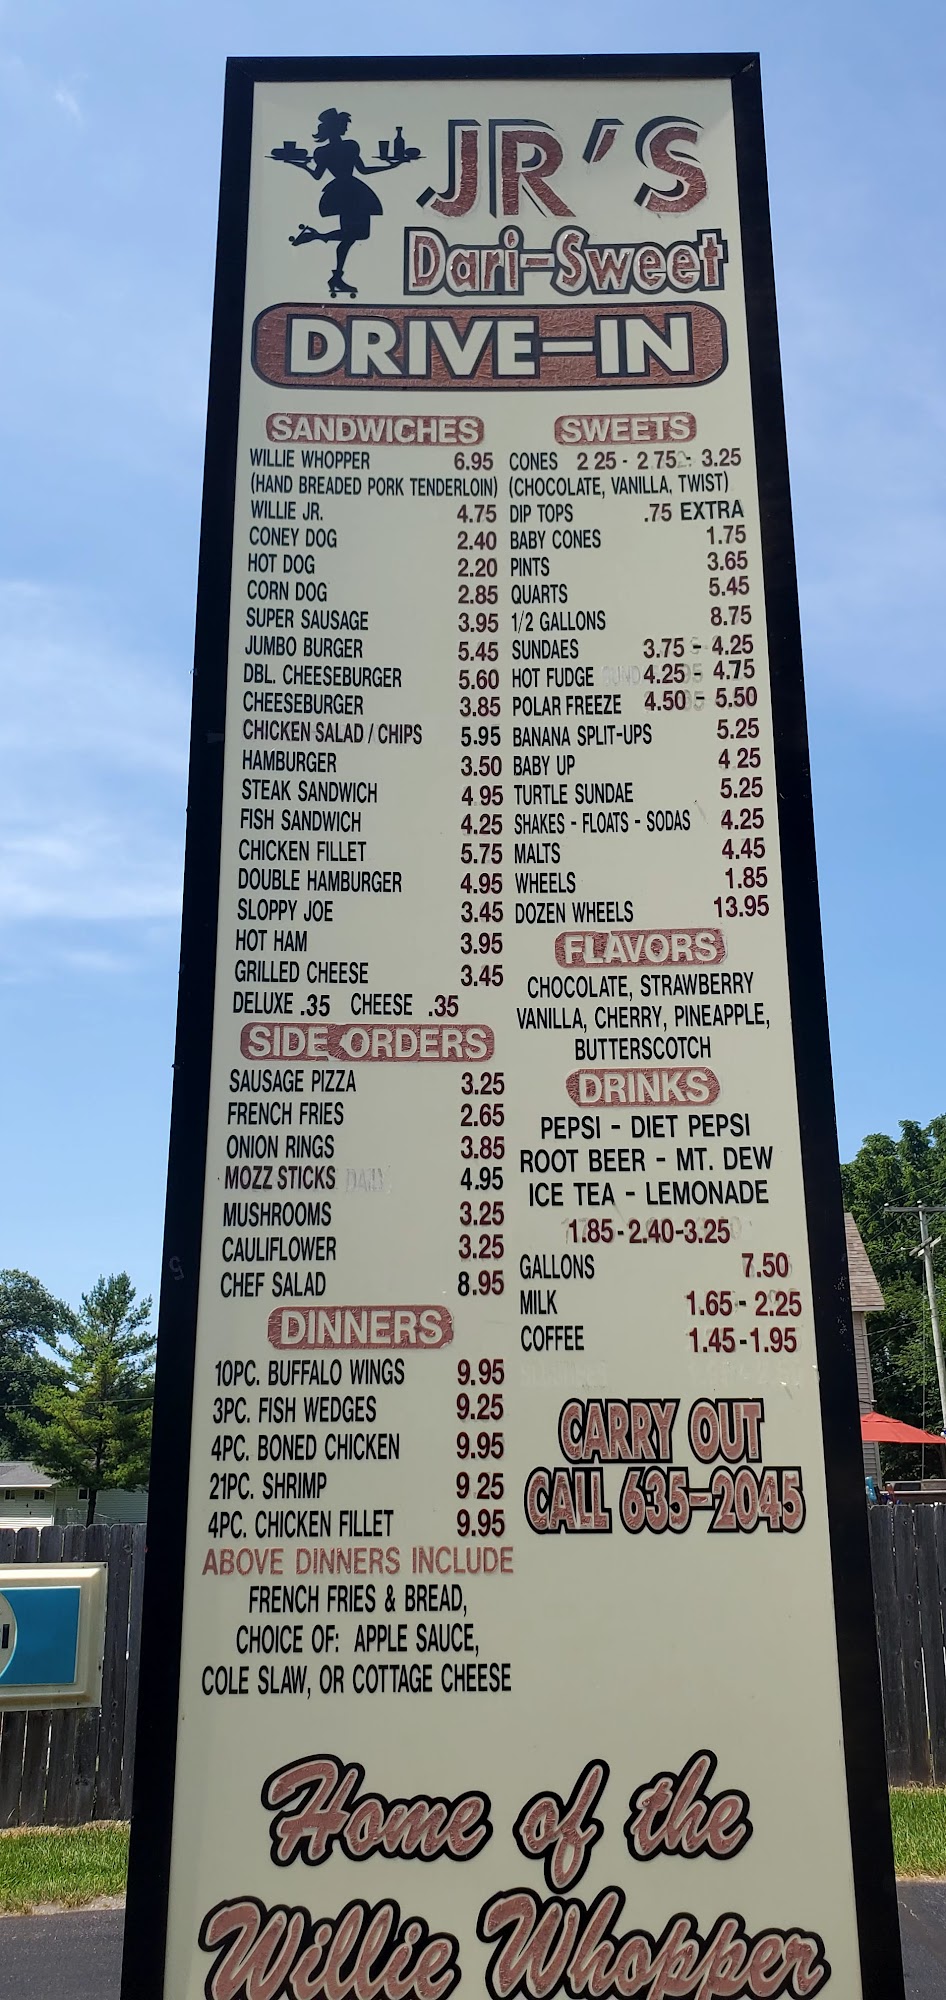 JR'S
Dari-Sweet
DRIVE-IN
SANDWICHES
WILLIE WHOPPER 6.95
(HAND BREADED PORK TENDERLOIN)
WILLIE JR. 4.75
CONEY DOG 2.40
HOT DOG 2.20
CORN DOG 2.85
SUPER SAUSAGE 3.95
JUMBO BURGER 5.45
DBL. CHEESEBURGER 5.60
CHEESEBURGER 3.85
CHICKEN SALAD / CHIPS 5.95
HAMBURGER 3.50
STEAK SANDWICH 4 95
FISH SANDWICH 4.25
CHICKEN FILLET 5.75
DOUBLE HAMBURGER 4.95
SLOPPY JOE 3.45
HOT HAM 3.95
GRILLED CHEESE 3.45
DELUXE .35 CHEESE .35
SIDE ORDERS
SAUSAGE PIZZA 3.25
FRENCH FRIES 2.65
ONION RINGS 3.85
MOZZ STICKS 4.95
MUSHROOMS 3.25
CAULIFLOWER 3.25
CHEF SALAD 8.95
DINNERS
10PC. BUFFALO WINGS 9.95
3PC. FISH WEDGES 9.25
4PC. BONED CHICKEN 9.95
21PC. SHRIMP 9 25
4PC. CHICKEN FILLET 9.95
ABOVE DINNERS INCLUDE
FRENCH FRIES & BREAD,
CHOICE OF: APPLE SAUCE,
COLE SLAW, OR COTTAGE CHEESE
SWEETS
CONES 2 25 - 2.75 - 3.25
(CHOCOLATE, VANILLA, TWIST)
DIP TOPS .75 EXTRA
BABY CONES 1.75
PINTS 3.65
QUARTS 5.45
1/2 GALLONS 8.75
SUNDAES 3.75 - 4.25
HOT FUDGE 4.25 - 4.75
POLAR FREEZE 4.50 - 5.50
BANANA SPLIT-UPS 5.25
BABY UP 4 25
TURTLE SUNDAE 5.25
SHAKES - FLOATS - SODAS 4.25
MALTS 4.45
WHEELS 1.85
DOZEN WHEELS 13.95
FLAVORS
CHOCOLATE, STRAWBERRY
VANILLA, CHERRY, PINEAPPLE,
BUTTERSCOTCH
DRINKS
PEPSI - DIET PEPSI
ROOT BEER - MT. DEW
ICE TEA - LEMONADE
1.85-2.40-3.25
GALLONS 7.50
MILK 1.65 - 2.25
COFFEE 1.45-1.95
CARRY OUT
CALL 635-2045
Home of the
Willie Whopper